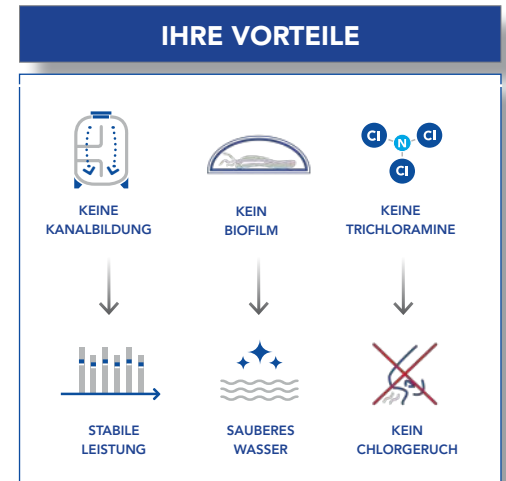 IHRE VORTEILE
Cl
N
Cl
Cl
KEINE
KANALBILDUNG
KEIN
BIOFILM
KEINE
TRICHLORAMINE
STABILE
LEISTUNG
SAUBERES
WASSER
KEIN
CHLORGERUCH